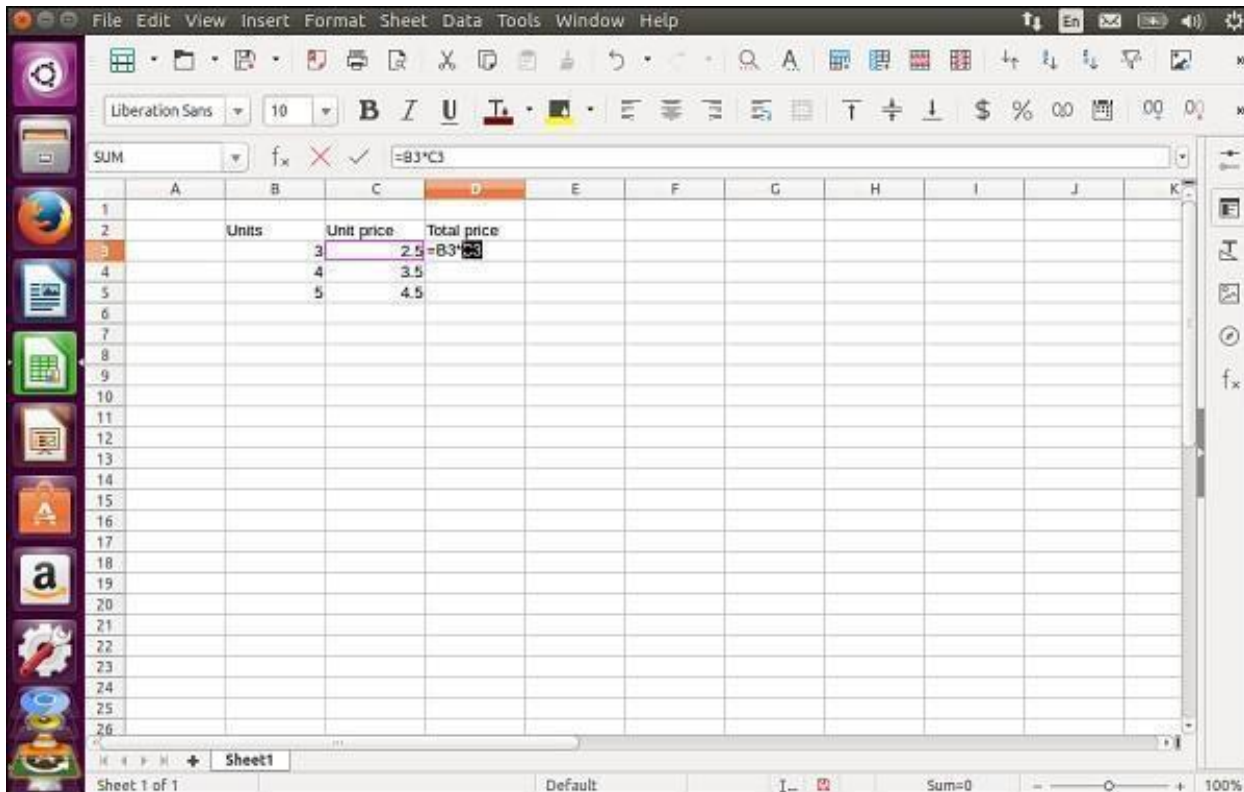 File Edit View Insert Format Sheet Data Tools Window Help En
Liberation Sans 10 B I U $ %
SUM fx =B3*C3
A B C D E F G H I J K
1
2 Units Unit price Total price
3 3 2.5 =B3*C3
4 4 3.5
5 5 4.5
6
7
8
9
10
11
12
13
14
15
16
17
18
19
20
21
22
23
24
25
26
Sheet1
Sheet 1 of 1 Default Sum=0 100%